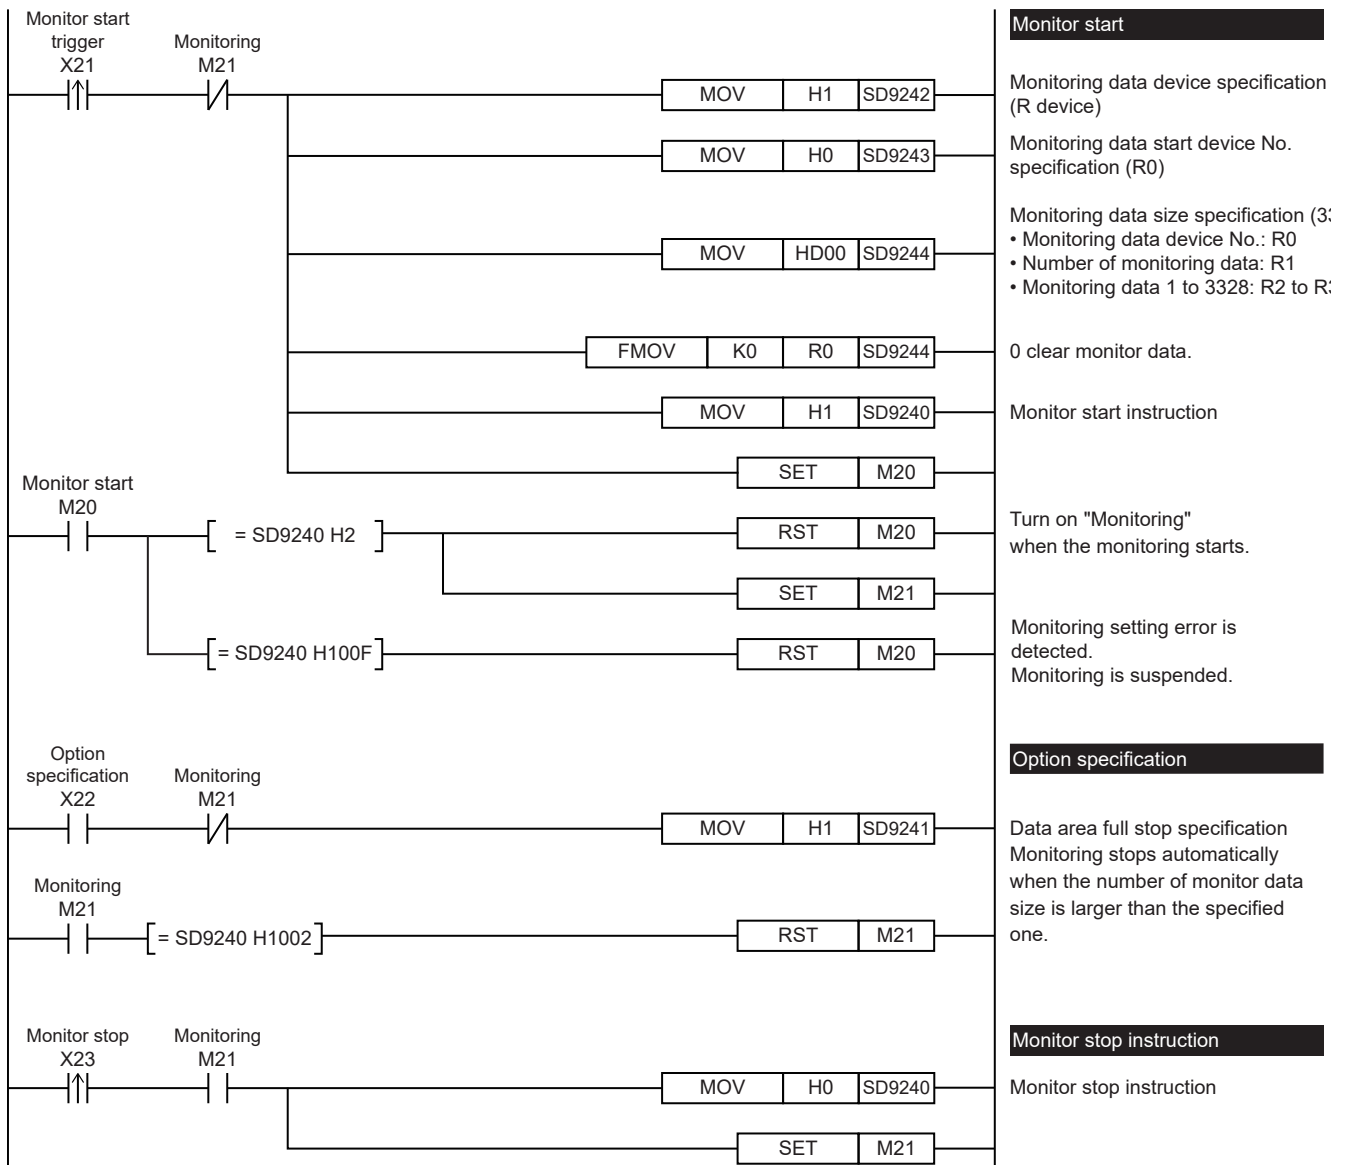 Monitor start
trigger
X21
Monitoring
M21
MOV H1 SD9242
MOV H0 SD9243
MOV HD00 SD9244
FMOV K0 R0 SD9244
MOV H1 SD9240
SET M20
Monitor start
Monitoring data device specification
(R device)
Monitoring data start device No.
specification (R0)
Monitoring data size specification
• Monitoring data device No.: R0
• Number of monitoring data: R1
• Monitoring data 1 to 3328: R2 to
0 clear monitor data.
Monitor start instruction
Monitor start
M20
= SD9240 H2
RST M20
SET M21
= SD9240 H100F
RST M20
Turn on "Monitoring"
when the monitoring starts.
Monitoring setting error is
detected.
Monitoring is suspended.
Option
specification
X22
Monitoring
M21
MOV H1 SD9241
Monitoring
M21
= SD9240 H1002
RST M21
Option specification
Data area full stop specification
Monitoring stops automatically
when the number of monitor data
size is larger than the specified
one.
Monitor stop
X23
Monitoring
M21
MOV H0 SD9240
SET M21
Monitor stop instruction
Monitor stop instruction